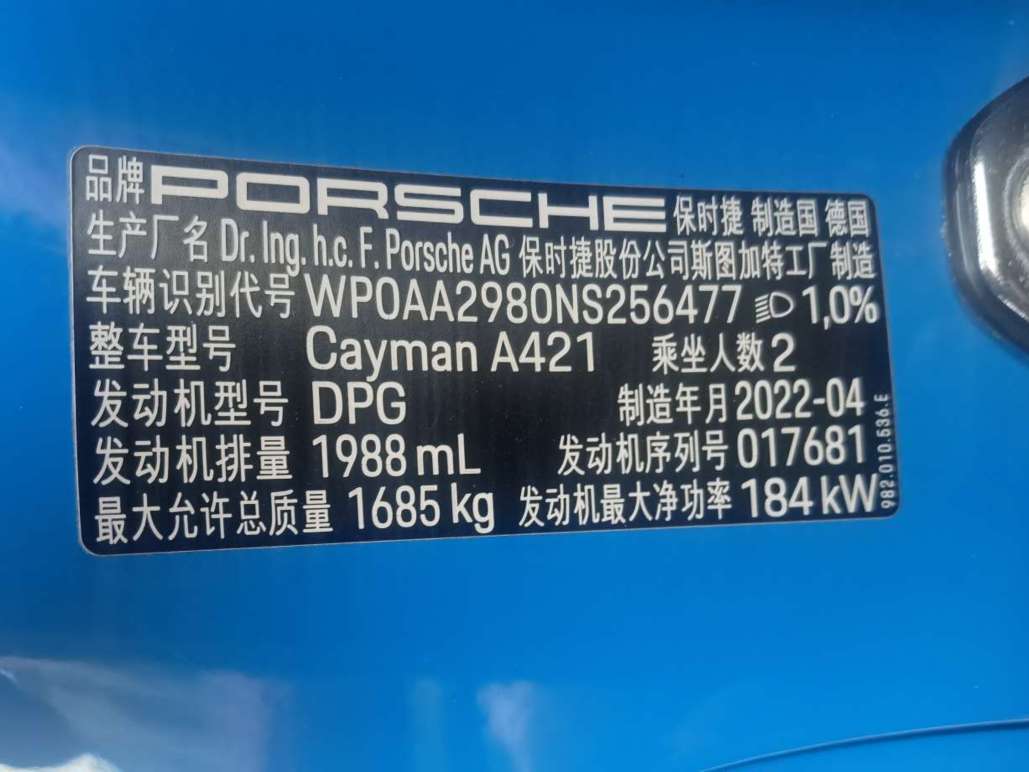 品牌 PORSCHE 保时捷 制造国 德国
生产厂名 Dr. Ing. h.c. F. Porsche AG 保时捷股份公司斯图加特工厂制造
车辆识别代号 WP0AA2980NS256477 1,0%
整车型号 Cayman A421 乘坐人数 2
发动机型号 DPG 制造年月 2022-04
发动机排量 1988 mL 发动机序列号 017681
最大允许总质量 1685 kg 发动机最大净功率 184 kW
982.010.536.E